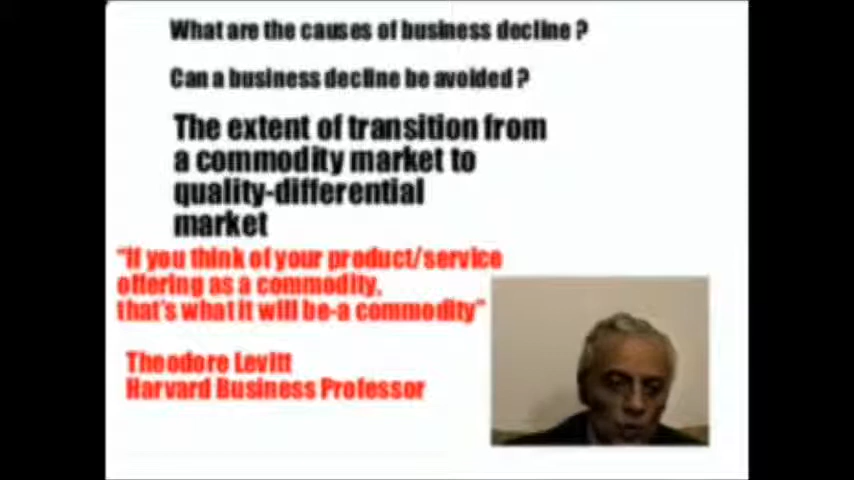 What are the causes of business decline ?
Can a business decline be avoided ?
The extent of transition from
a commodity market to
quality-differential
market
"If you think of your product/service
offering as a commodity,
that's what it will be-a commodity"
Theodore Levitt
Harvard Business Professor